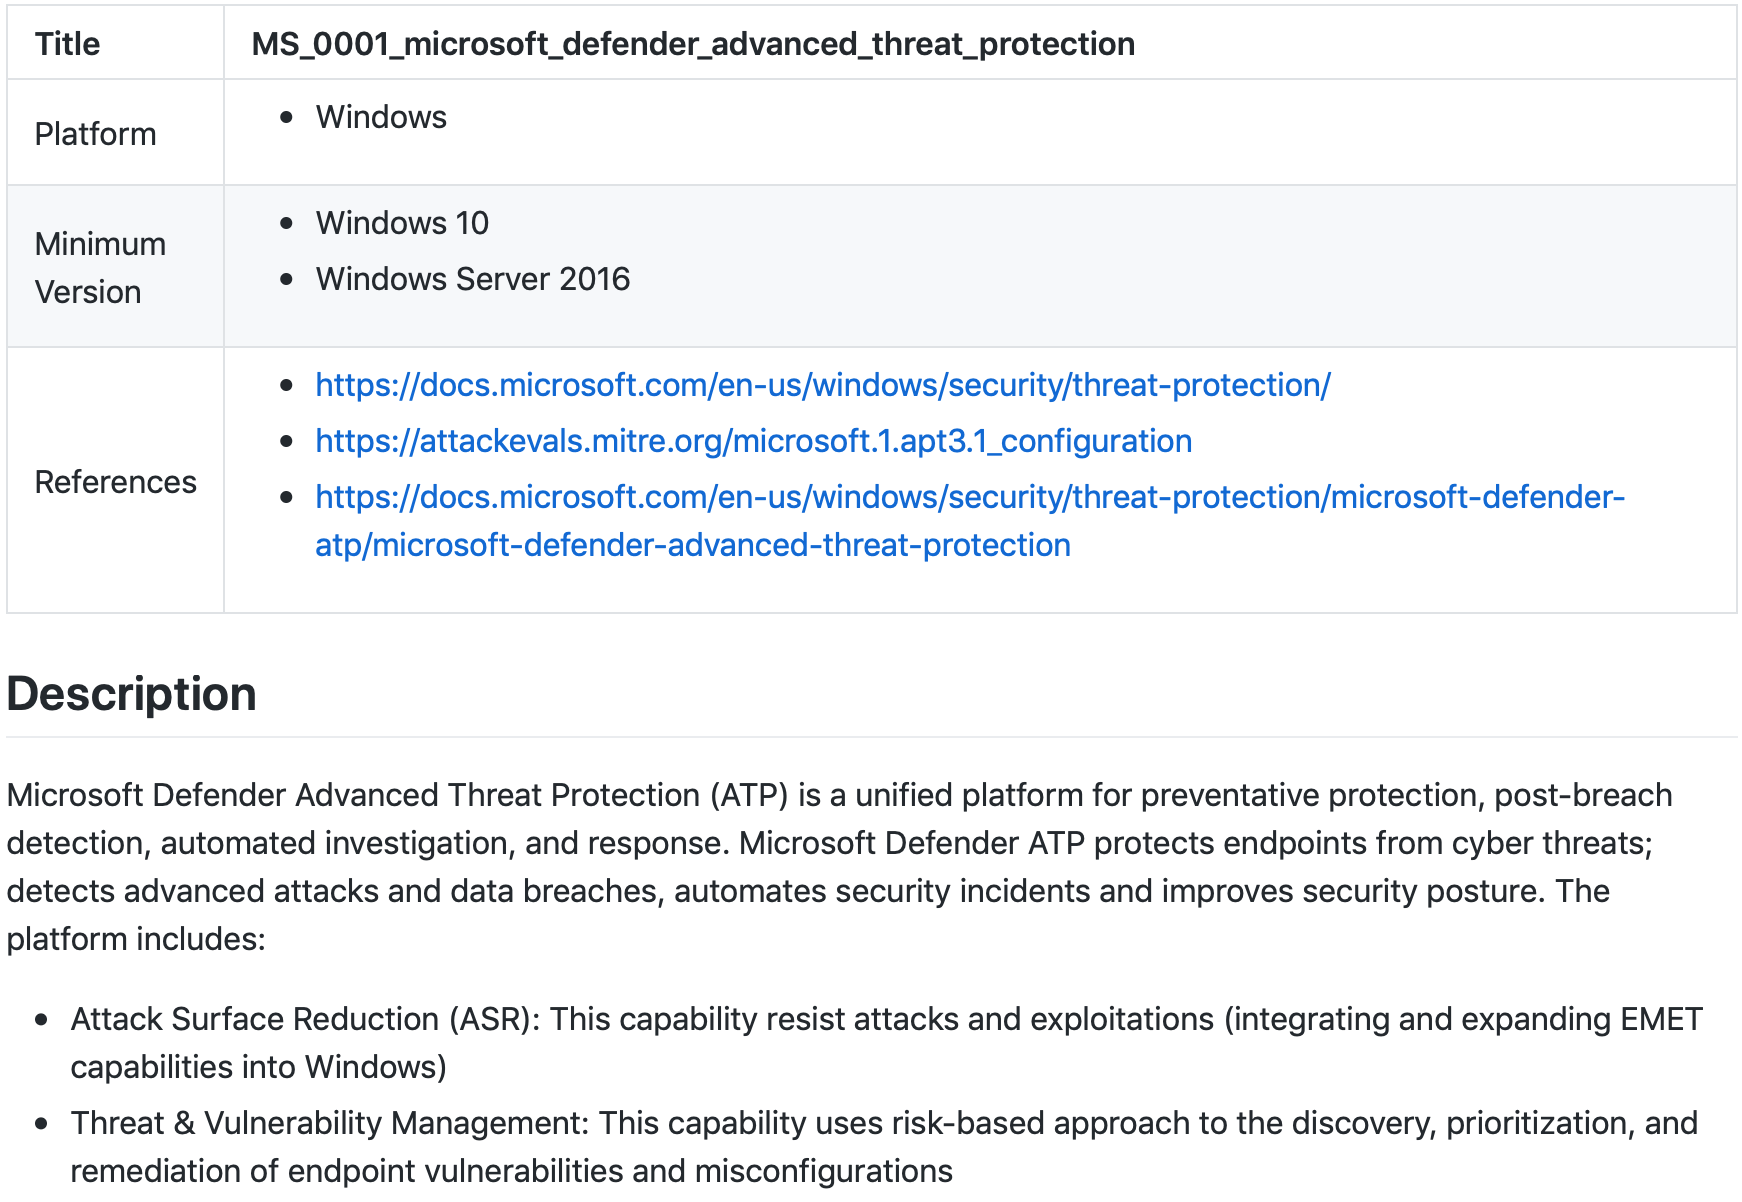 Title MS_0001_microsoft_defender_advanced_threat_protection
Platform
• Windows
Minimum
Version
• Windows 10
• Windows Server 2016
References
• https://docs.microsoft.com/en-us/windows/security/threat-protection/
• https://attackevals.mitre.org/microsoft.1.apt3.1_configuration
• https://docs.microsoft.com/en-us/windows/security/threat-protection/microsoft-defender-
atp/microsoft-defender-advanced-threat-protection
Description
Microsoft Defender Advanced Threat Protection (ATP) is a unified platform for preventative protection, post-breach
detection, automated investigation, and response. Microsoft Defender ATP protects endpoints from cyber threats;
detects advanced attacks and data breaches, automates security incidents and improves security posture. The
platform includes:
• Attack Surface Reduction (ASR): This capability resist attacks and exploitations (integrating and expanding EMET
capabilities into Windows)
• Threat & Vulnerability Management: This capability uses risk-based approach to the discovery, prioritization, and
remediation of endpoint vulnerabilities and misconfigurations